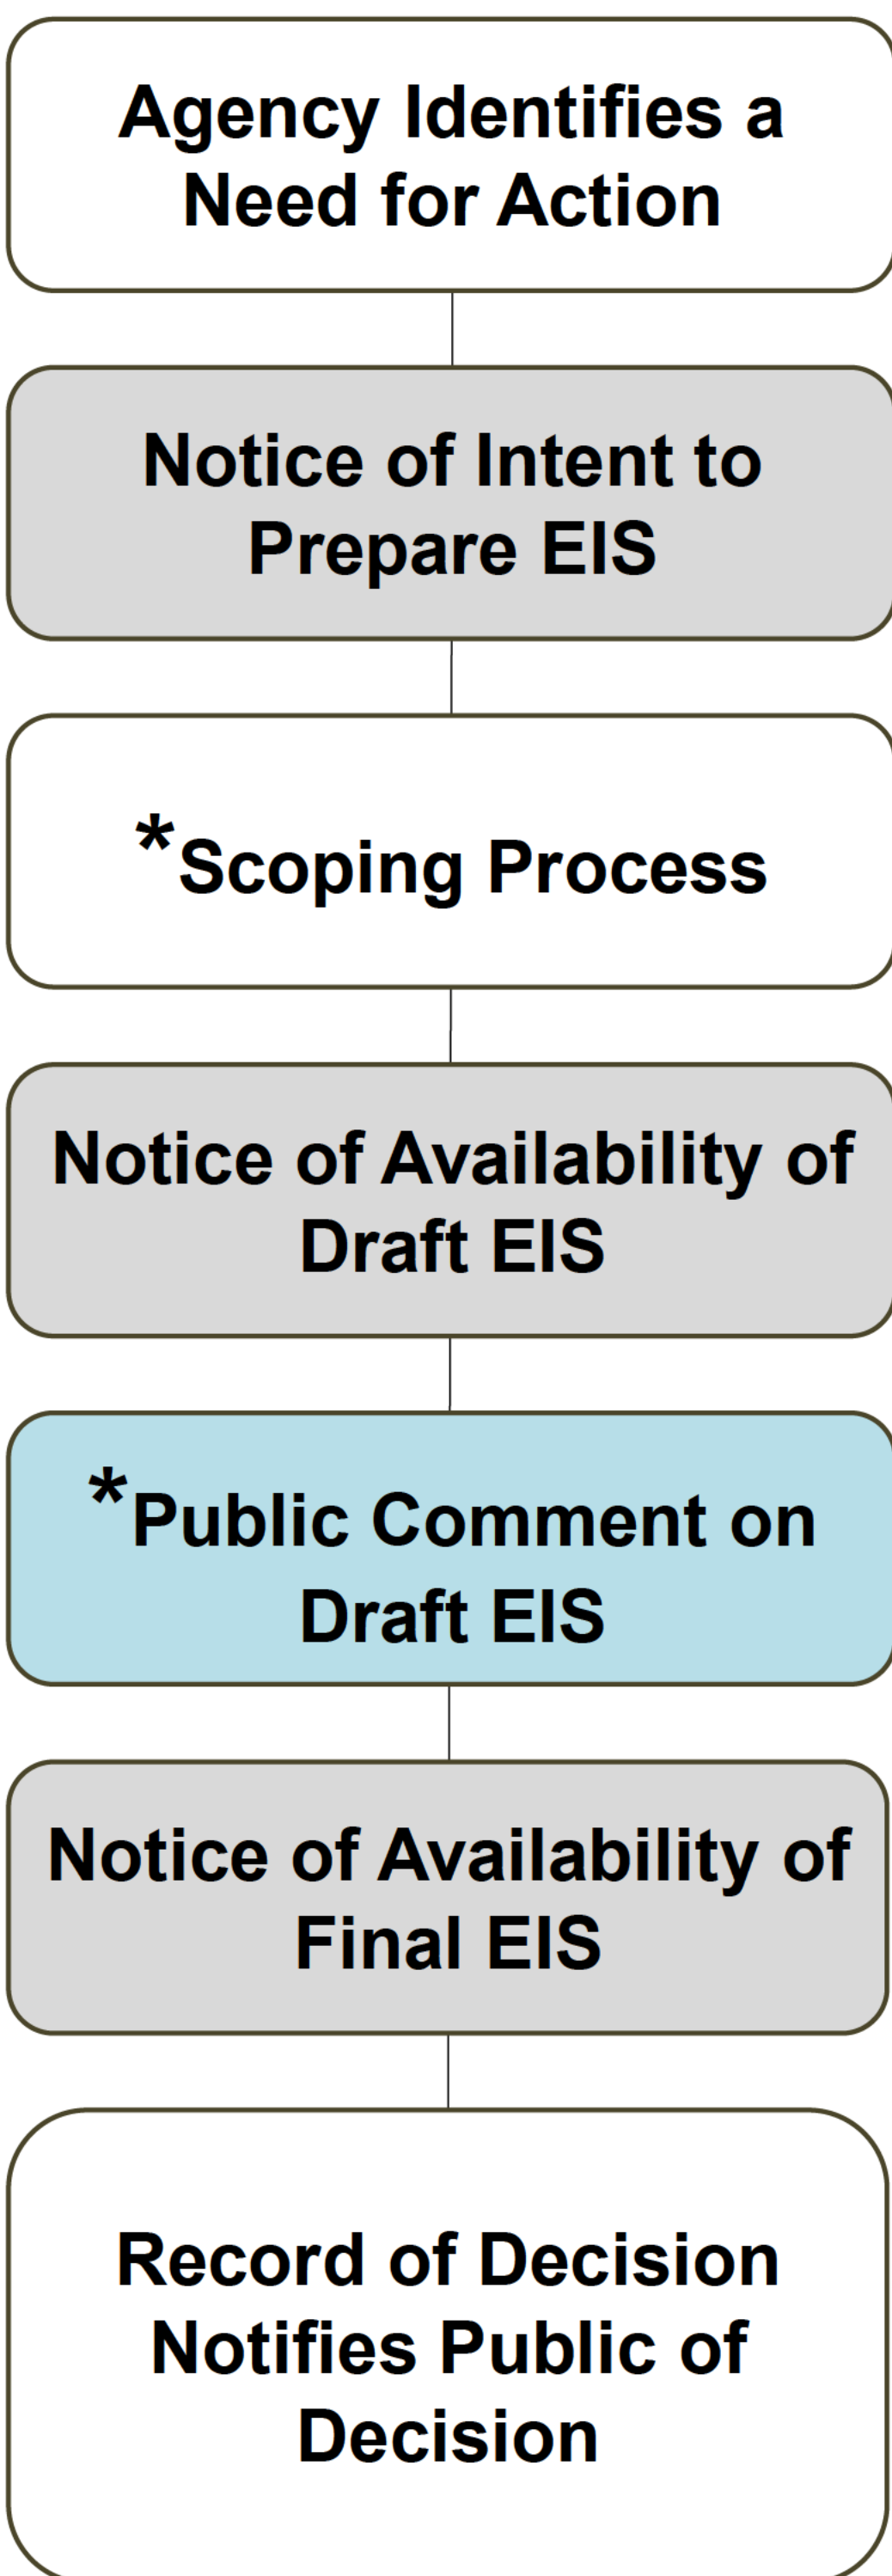 Agency Identifies a
Need for Action
Notice of Intent to
Prepare EIS
*Scoping Process
Notice of Availability of
Draft EIS
*Public Comment on
Draft EIS
Notice of Availability of
Final EIS
Record of Decision
Notifies Public of
Decision